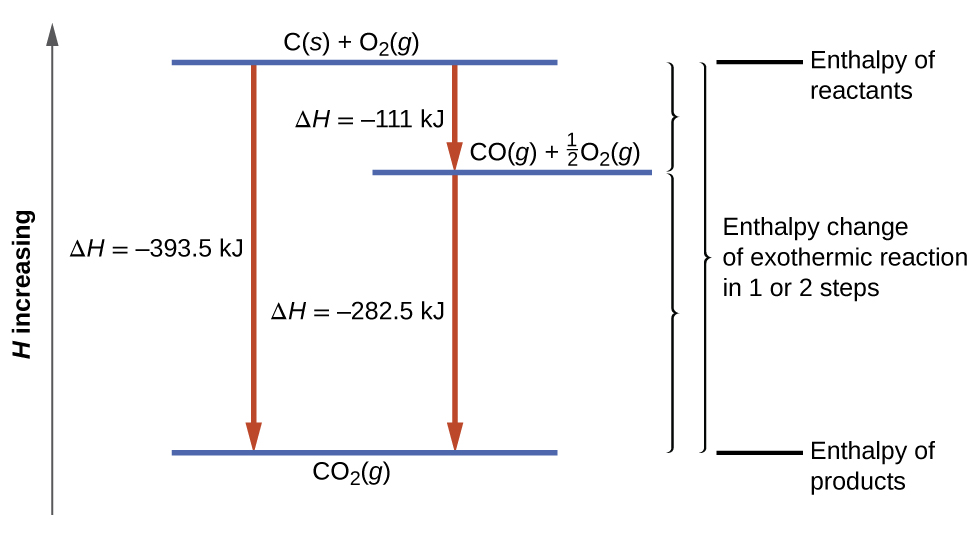 C(s) + O₂(g)
Enthalpy of
reactants
ΔH = –111 kJ
CO(g) + ½O₂(g)
H increasing
ΔH = –393.5 kJ
Enthalpy change
of exothermic reaction
in 1 or 2 steps
ΔH = –282.5 kJ
CO₂(g)
Enthalpy of
products